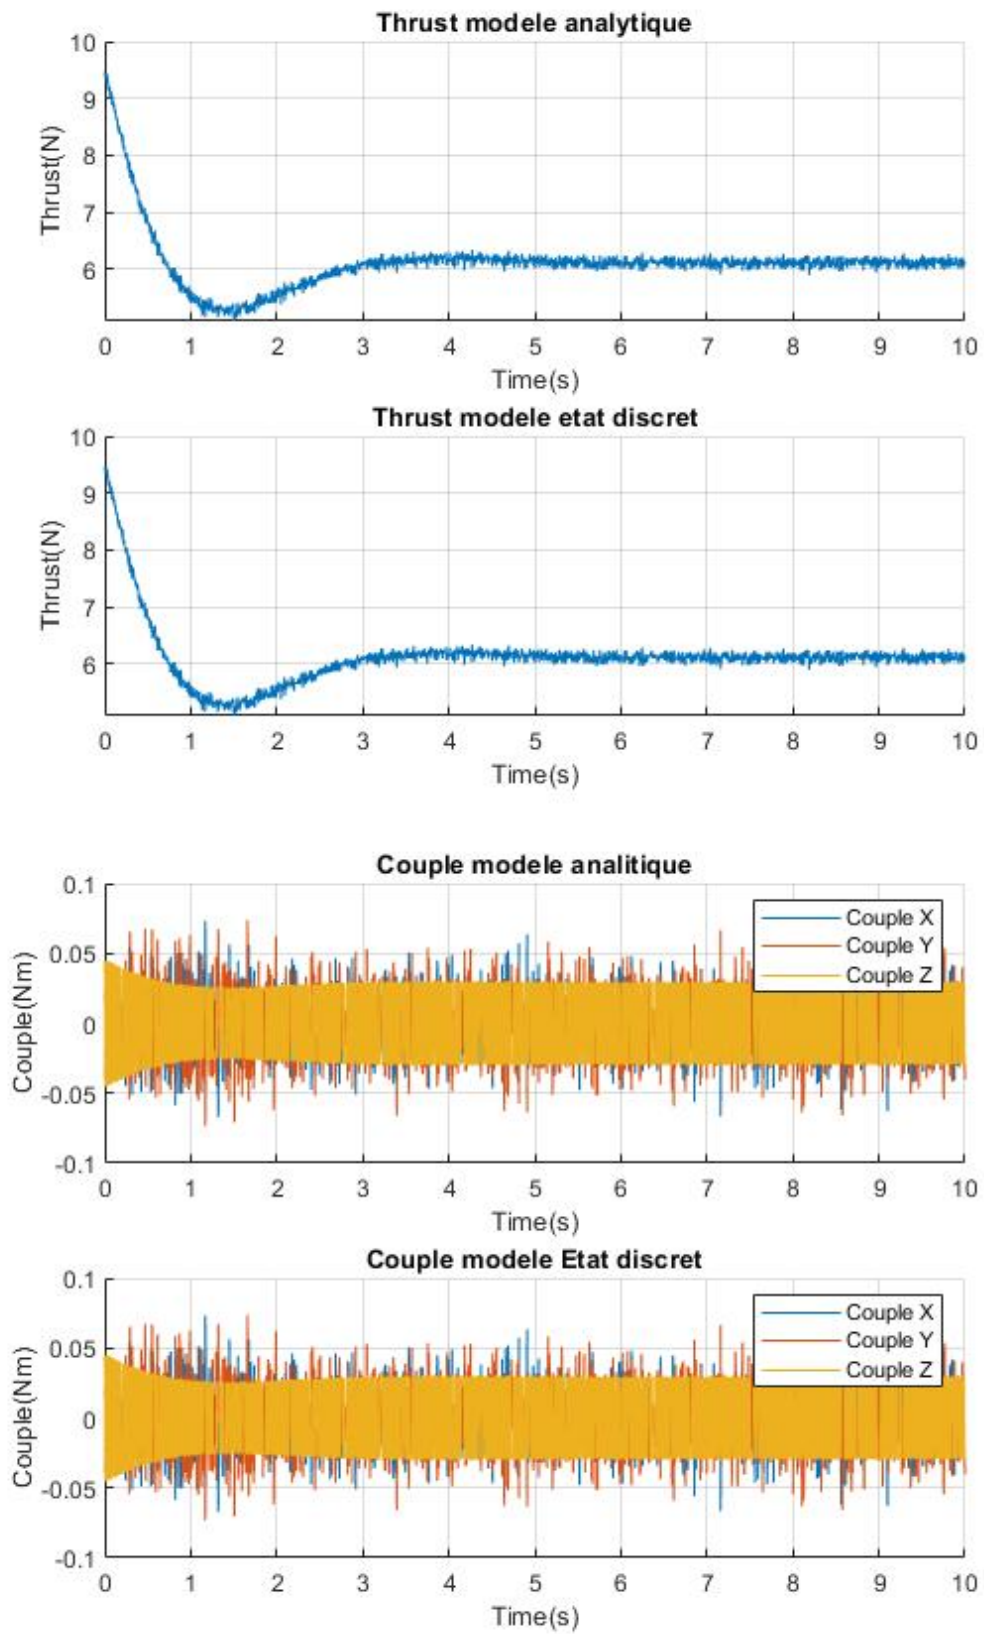 Thrust modele analytique
10
9
8
7
6
Thrust(N)
0 1 2 3 4 5 6 7 8 9 10
Time(s)
Thrust modele etat discret
10
9
8
7
6
Thrust(N)
0 1 2 3 4 5 6 7 8 9 10
Time(s)
Couple modele analitique
0.1
0.05
0
-0.05
-0.1
Couple(Nm)
Couple X
Couple Y
Couple Z
0 1 2 3 4 5 6 7 8 9 10
Time(s)
Couple modele Etat discret
0.1
0.05
0
-0.05
-0.1
Couple(Nm)
Couple X
Couple Y
Couple Z
0 1 2 3 4 5 6 7 8 9 10
Time(s)